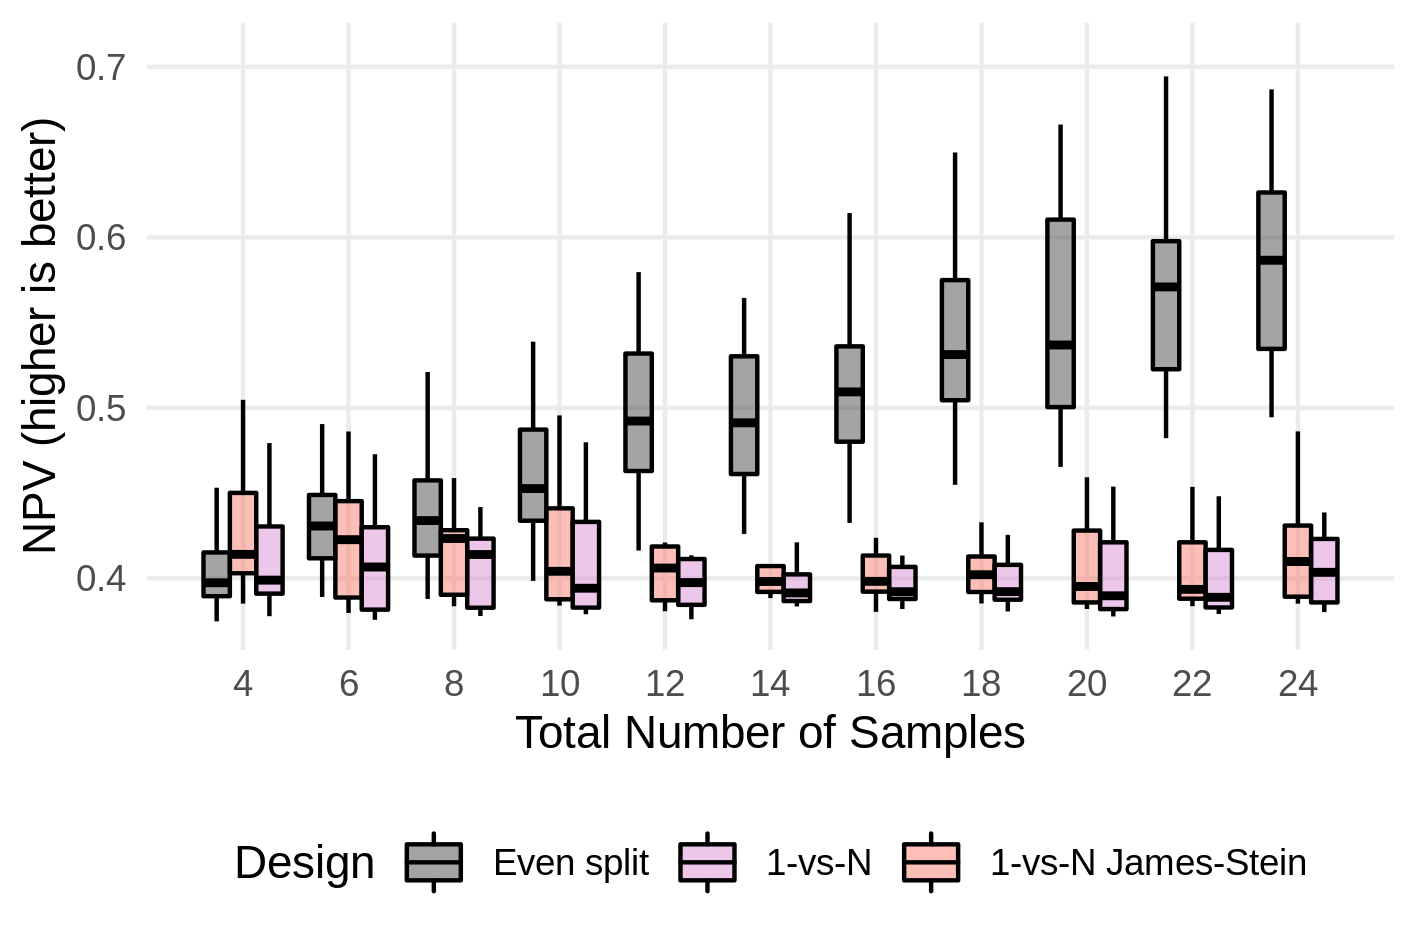 NPV (higher is better)
0.7
0.6
0.5
0.4
4 6 8 10 12 14 16 18 20 22 24
Total Number of Samples
Design Even split 1-vs-N 1-vs-N James-Stein